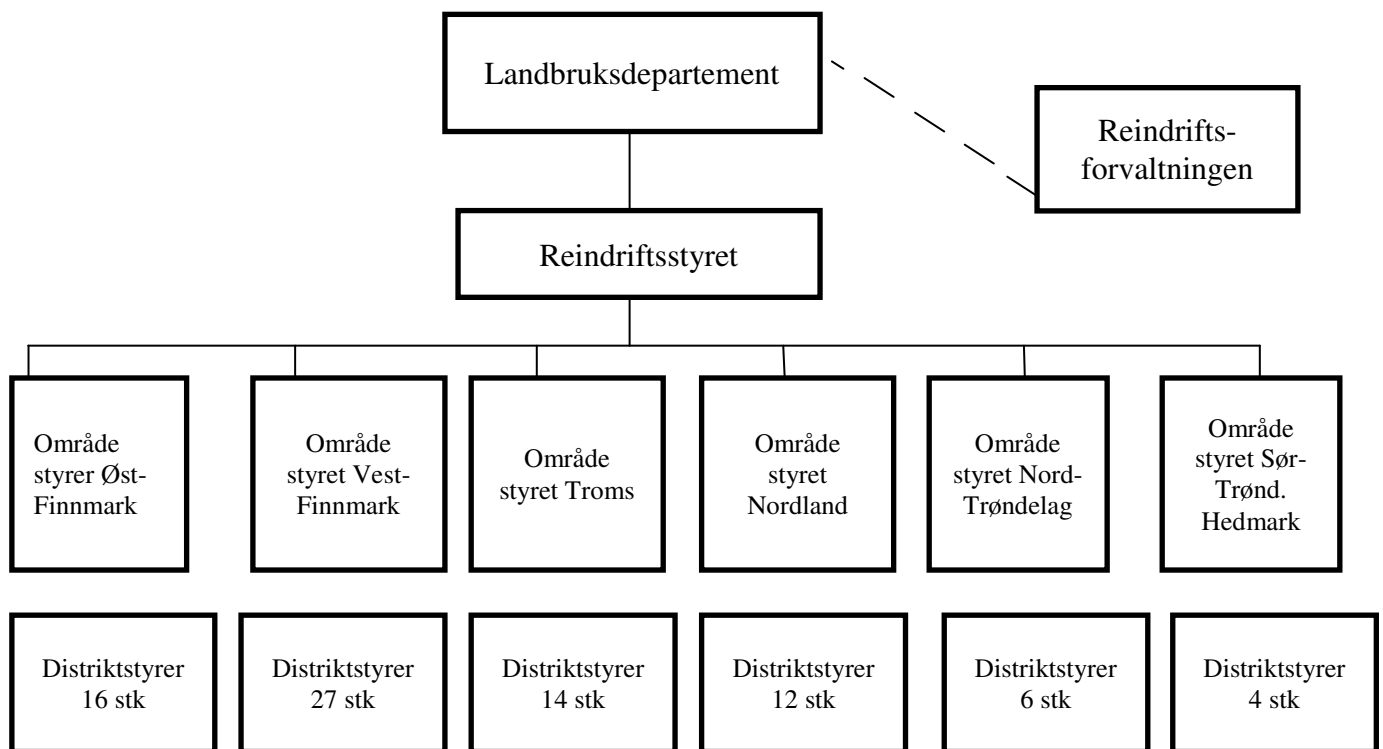 Landbruksdepartement
Reindrifts-
forvaltningen
Reindriftsstyret
Område
styrer Øst-
Finnmark
Område
styret Vest-
Finnmark
Område
styret Troms
Område
styret
Nordland
Område
styret Nord-
Trøndelag
Område
styret Sør-
Trønd.
Hedmark
Distriktstyrer
16 stk
Distriktstyrer
27 stk
Distriktstyrer
14 stk
Distriktstyrer
12 stk
Distriktstyrer
6 stk
Distriktstyrer
4 stk